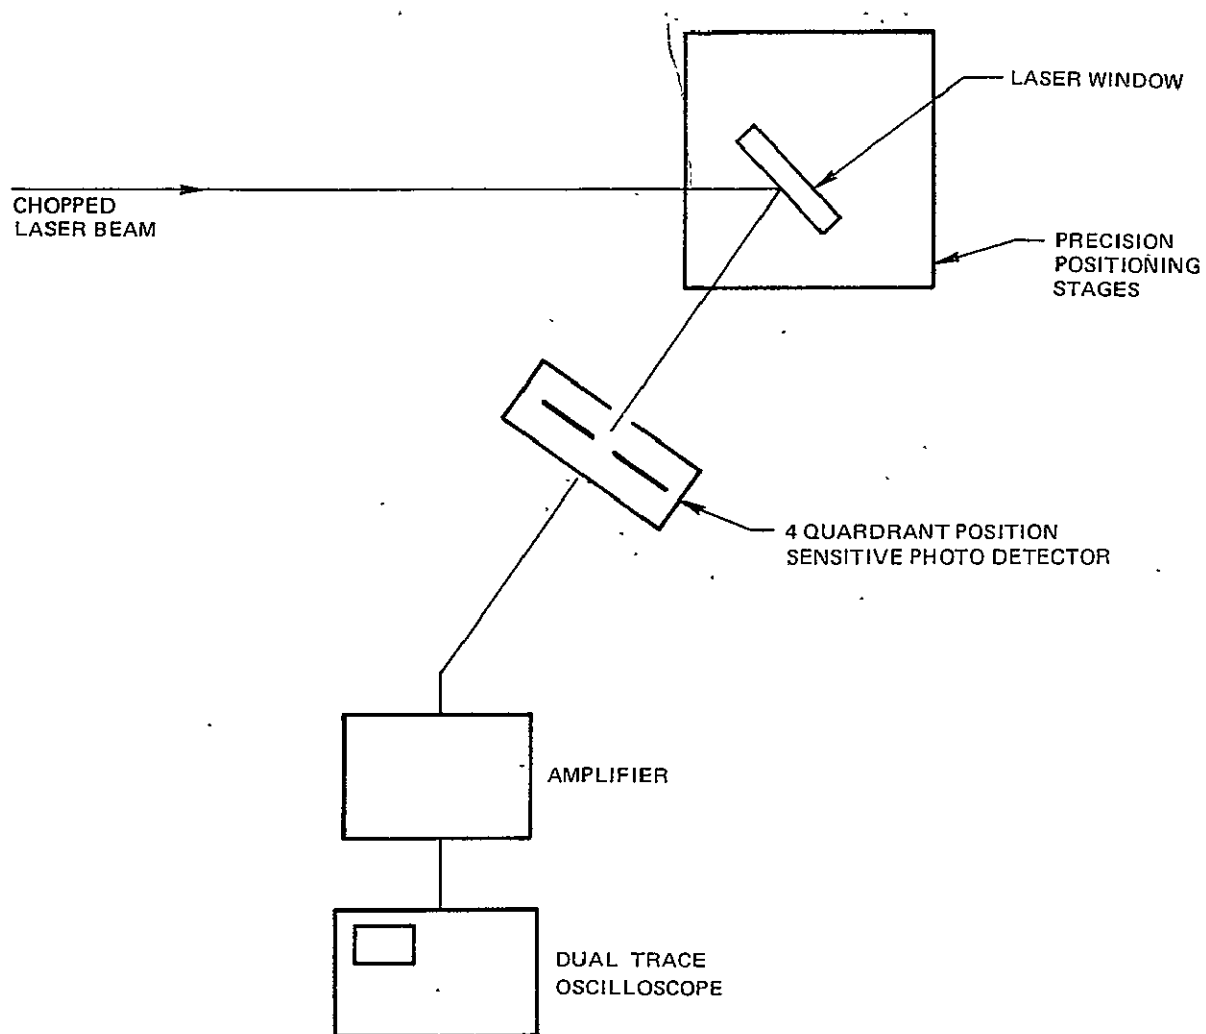 LASER WINDOW
CHOPPED
LASER BEAM
PRECISION
POSITIONING
STAGES
4 QUARDRANT POSITION
SENSITIVE PHOTO DETECTOR
AMPLIFIER
DUAL TRACE
OSCILLOSCOPE